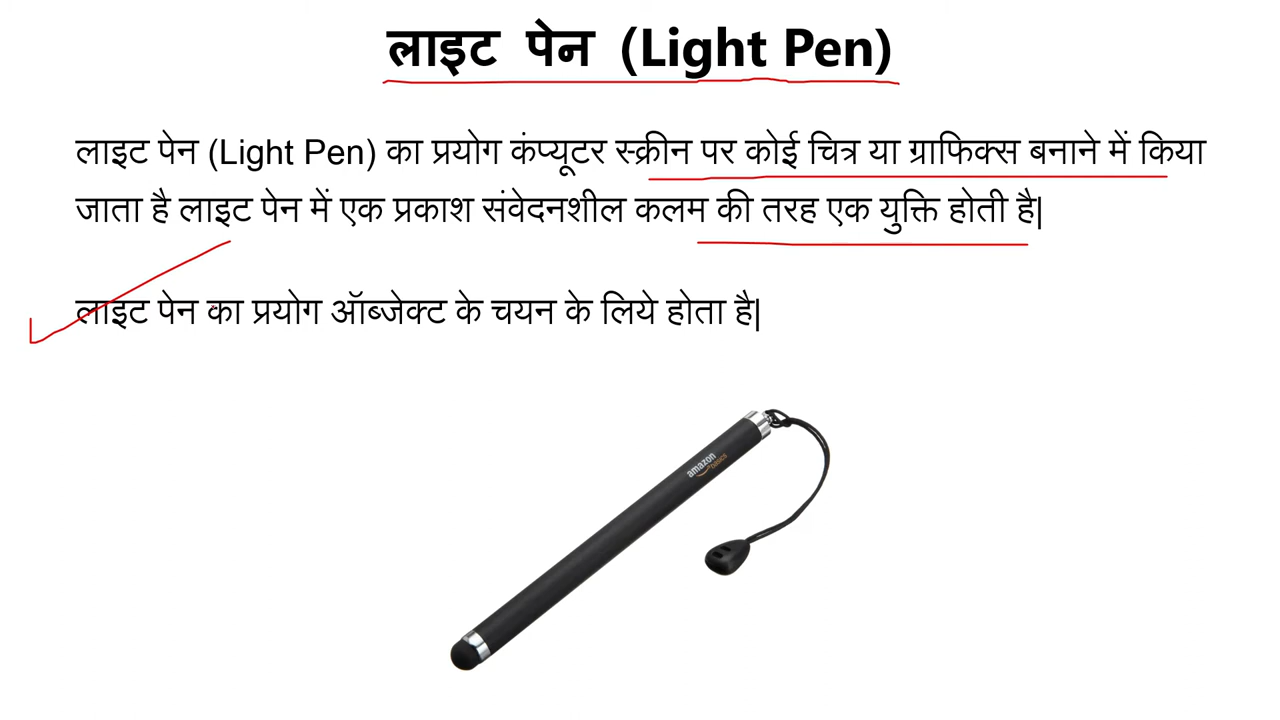 लाइट पेन (Light Pen)
लाइट पेन (Light Pen) का प्रयोग कंप्यूटर स्क्रीन पर कोई चित्र या ग्राफिक्स बनाने में किया
जाता है लाइट पेन में एक प्रकाश संवेदनशील कलम की तरह एक युक्ति होती है|
लाइट पेन का प्रयोग ऑब्जेक्ट के चयन के लिये होता है|
amazon
basics